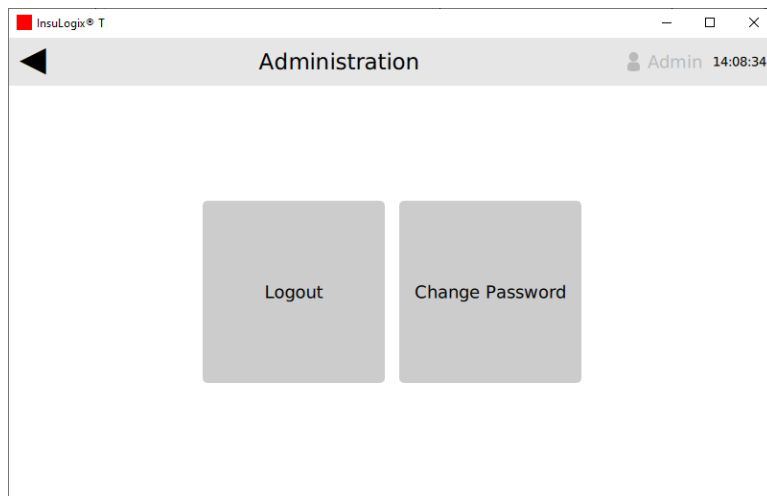 InsuLogix® T
Administration
Admin 14:08:34
Logout
Change Password